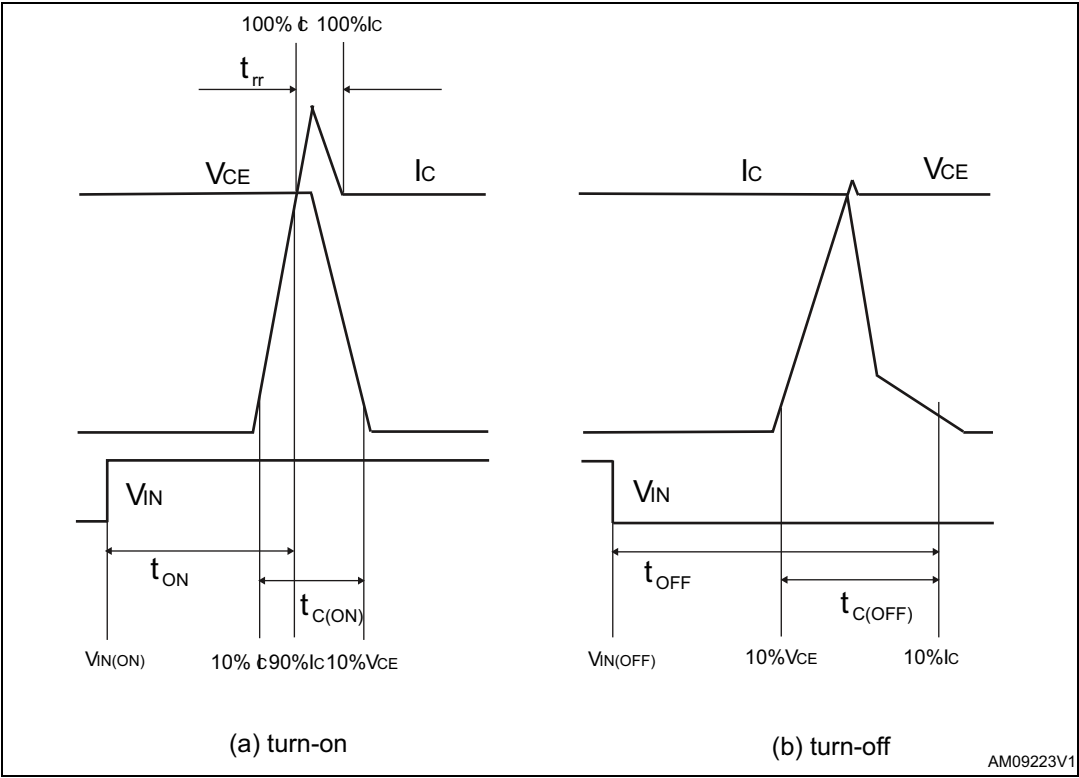 100% IC 100%IC
trr
VCE IC
VIN
tON
tC(ON)
VIN(ON) 10% IC 90%IC 10%VCE
(a) turn-on
IC VCE
VIN
tOFF
tC(OFF)
VIN(OFF) 10%VCE 10%IC
(b) turn-off
AM09223V1